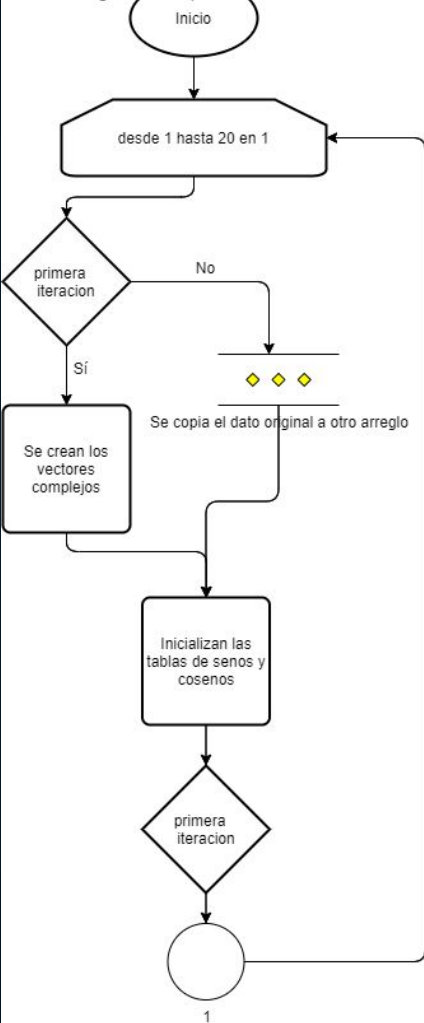 Inicio
desde 1 hasta 20 en 1
primera
iteracion
No
Sí
Se copia el dato original a otro arreglo
Se crean los
vectores
complejos
Inicializan las
tablas de senos y
cosenos
primera
iteracion
1